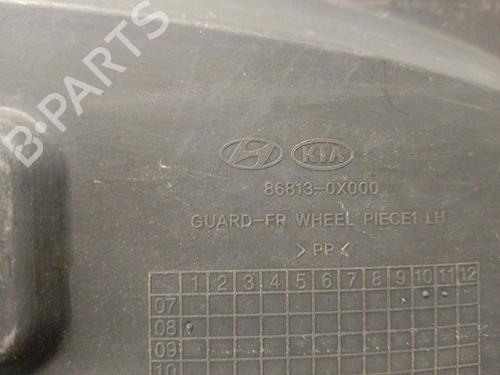 B-PARTS
KIA
86813-0X000
GUARD-FR WHEEL PIECE1 LH
>PP<
1 2 3 4 5 6 7 8 9 10 11 12
07
08
09
10